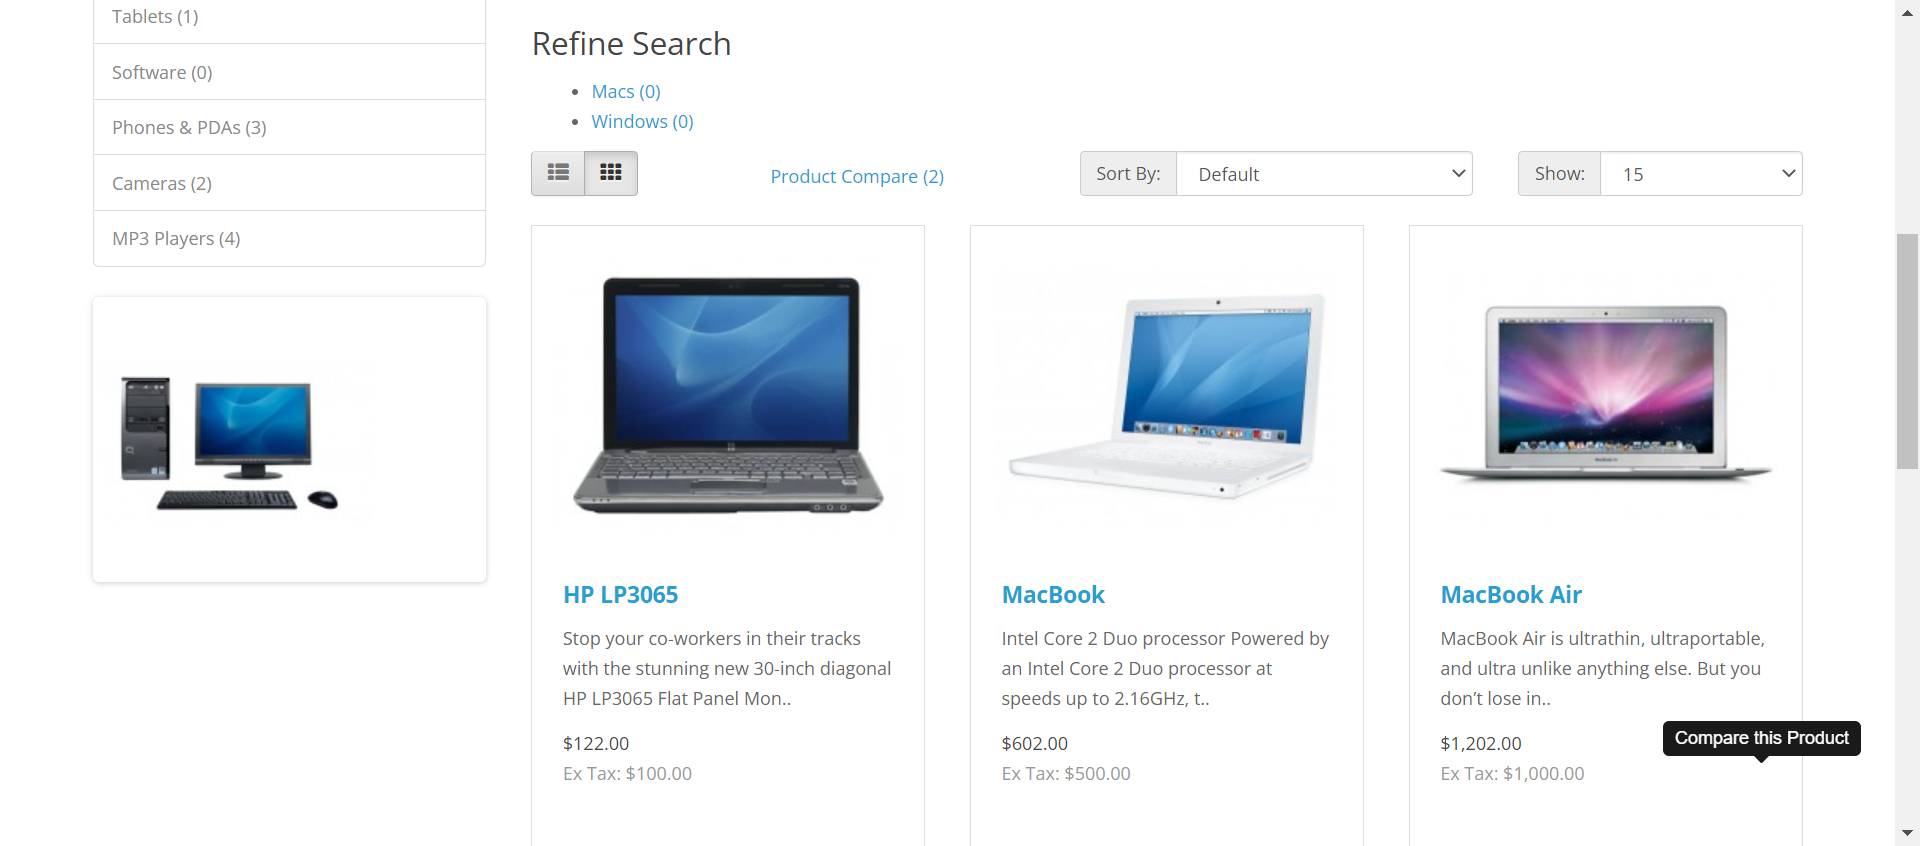 Tablets (1)
Software (0)
Phones & PDAs (3)
Cameras (2)
MP3 Players (4)
Refine Search
Macs (0)
Windows (0)
Product Compare (2)
Sort By:
Default
Show:
15
HP LP3065
Stop your co-workers in their tracks
with the stunning new 30-inch diagonal
HP LP3065 Flat Panel Mon..
$122.00
Ex Tax: $100.00
MacBook
Intel Core 2 Duo processor Powered by
an Intel Core 2 Duo processor at
speeds up to 2.16GHz, t..
$602.00
Ex Tax: $500.00
MacBook Air
MacBook Air is ultrathin, ultraportable,
and ultra unlike anything else. But you
don’t lose in..
$1,202.00
Ex Tax: $1,000.00
Compare this Product